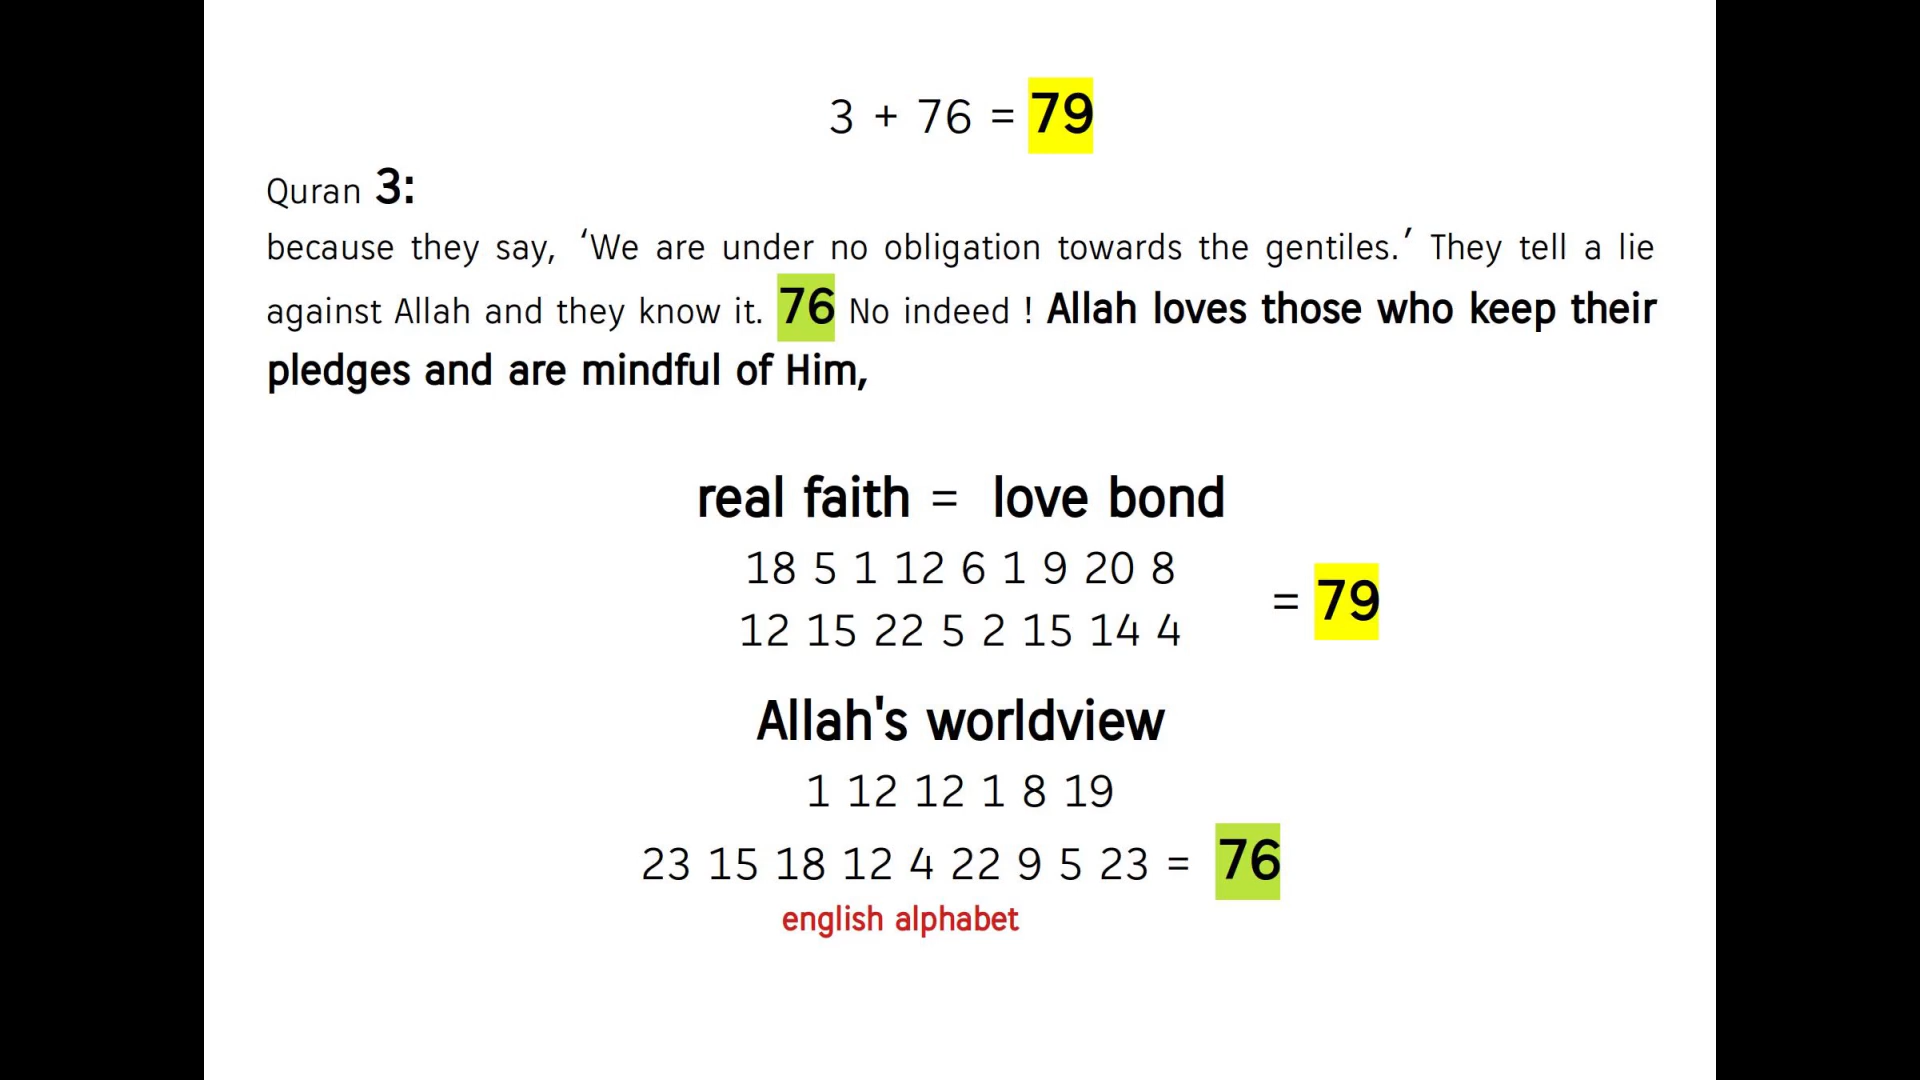 3 + 76 = 79
Quran 3:
because they say, ‘We are under no obligation towards the gentiles.’ They tell a lie
against Allah and they know it. 76 No indeed ! Allah loves those who keep their
pledges and are mindful of Him,
real faith = love bond
18 5 1 12 6 1 9 20 8
= 79
12 15 22 5 2 15 14 4
Allah's worldview
1 12 12 1 8 19
23 15 18 12 4 22 9 5 23 = 76
english alphabet